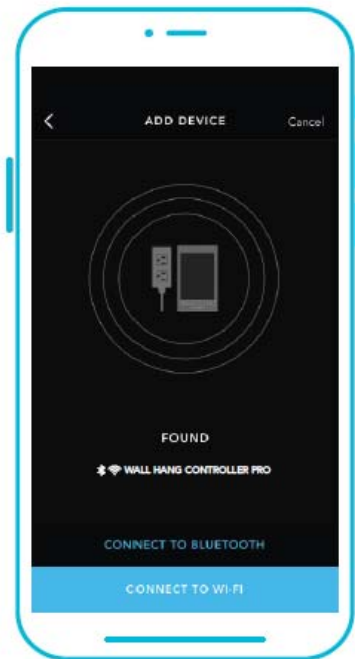 ADD DEVICE Cancel
FOUND
WALL HANG CONTROLLER PRO
CONNECT TO BLUETOOTH
CONNECT TO WI-FI